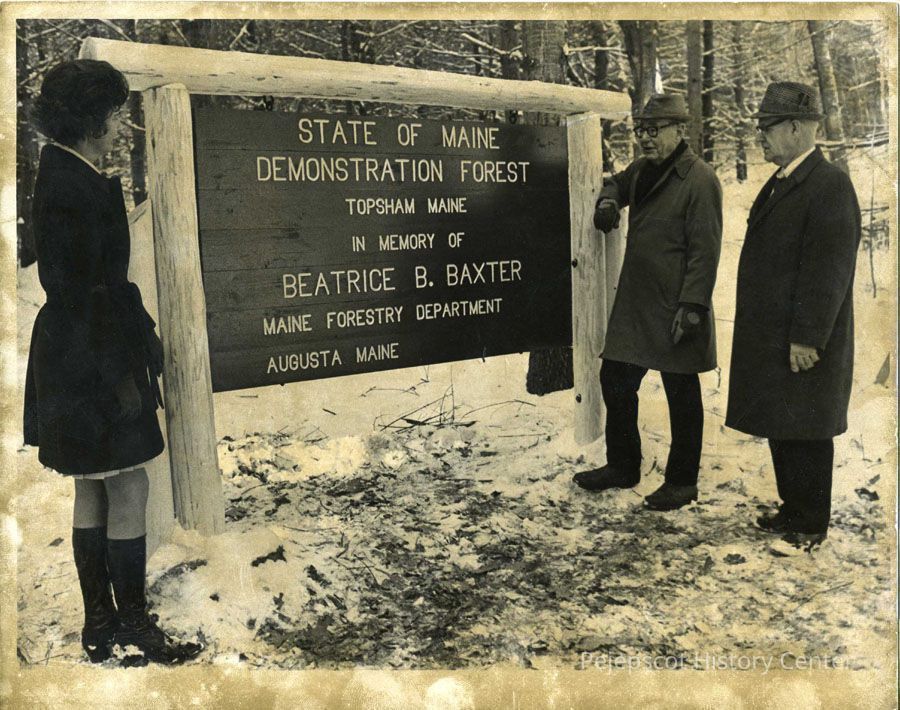 STATE OF MAINE
DEMONSTRATION FOREST
TOPSHAM MAINE
IN MEMORY OF
BEATRICE B. BAXTER
MAINE FORESTRY DEPARTMENT
AUGUSTA MAINE
Pejepscot History Center